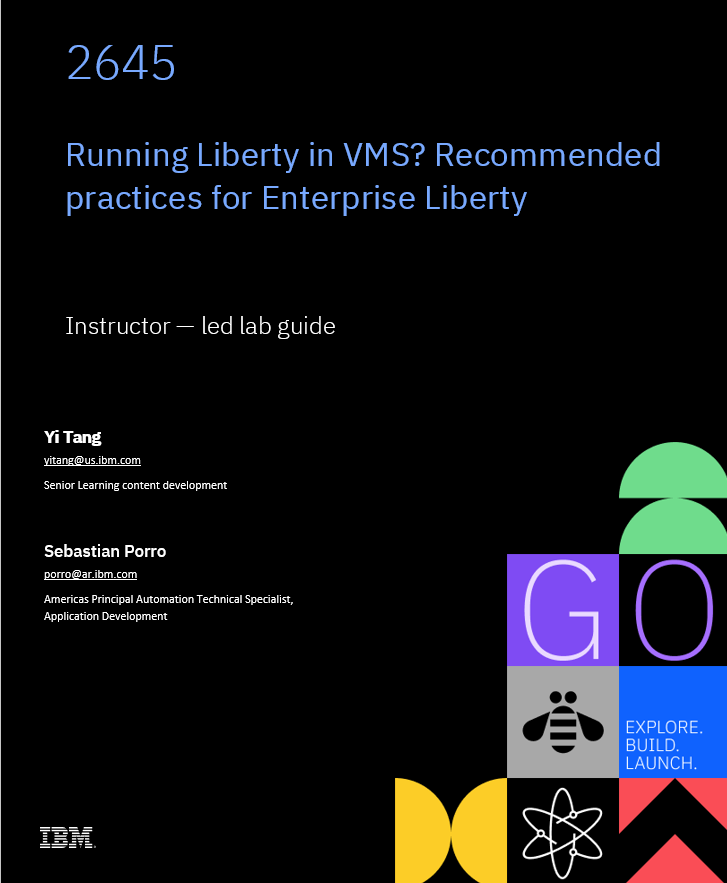 2645
Running Liberty in VMS? Recommended
practices for Enterprise Liberty
Instructor — led lab guide
Yi Tang
yitang@us.ibm.com
Senior Learning content development
Sebastian Porro
porro@ar.ibm.com
Americas Principal Automation Technical Specialist,
Application Development
GO
EXPLORE.
BUILD.
LAUNCH.
IBM